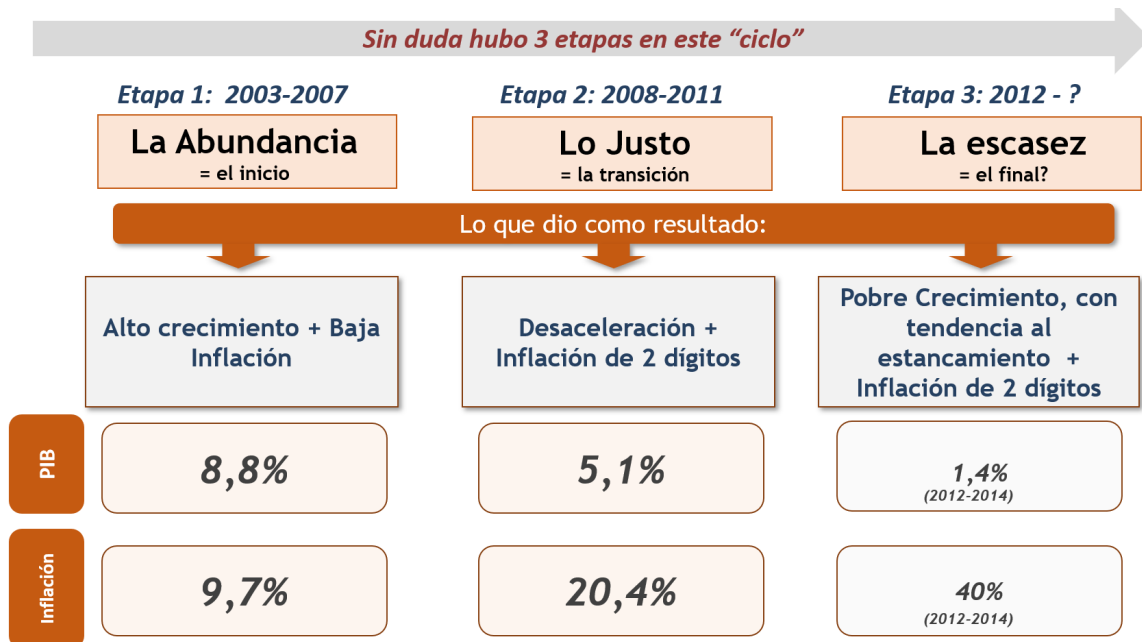 Sin duda hubo 3 etapas en este “ciclo”
Etapa 1:  2003-2007
La Abundancia
= el inicio
Etapa 2: 2008-2011
Lo Justo
= la transición
Etapa 3: 2012 - ?
La escasez
= el final?
Lo que dio como resultado:
Alto crecimiento + Baja
Inflación
Desaceleración +
Inflación de 2 dígitos
Pobre Crecimiento, con
tendencia al
estancamiento  +
Inflación de 2 dígitos
PIB
8,8%
5,1%
1,4%
(2012-2014)
Inflación
9,7%
20,4%
40%
(2012-2014)